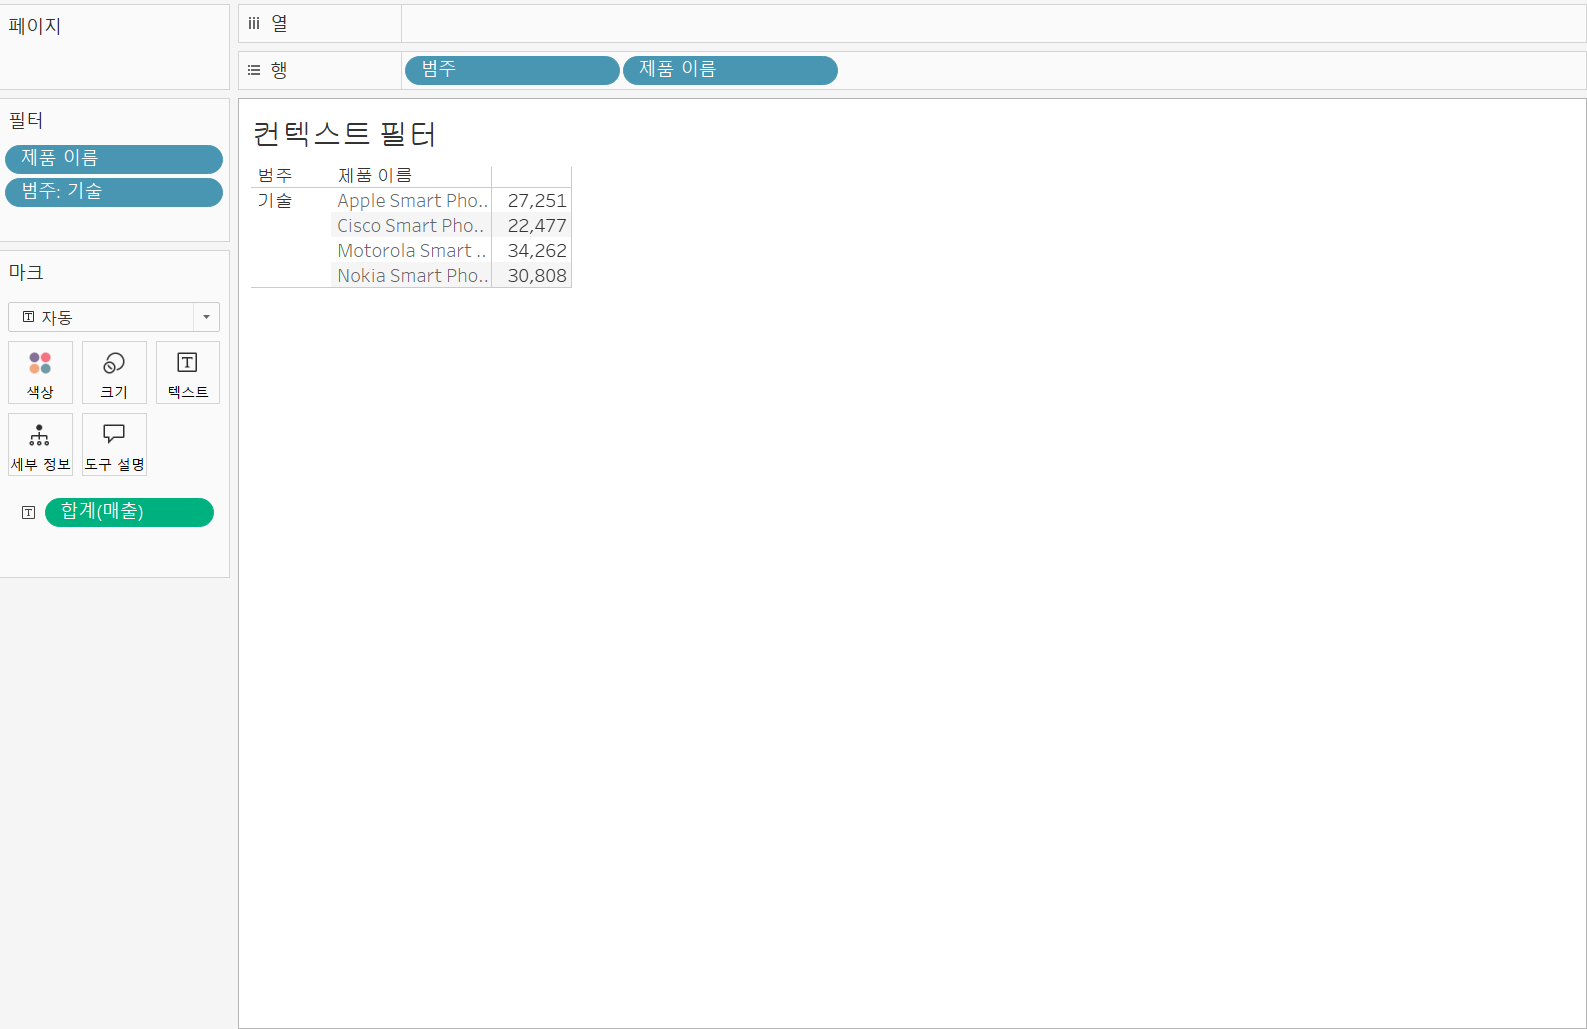 페이지
열
행
범주
제품 이름
필터
제품 이름
범주: 기술
마크
자동
색상
크기
텍스트
세부 정보
도구 설명
합계(매출)
컨텍스트 필터
범주 제품 이름
기술 Apple Smart Pho.. 27,251
Cisco Smart Pho.. 22,477
Motorola Smart .. 34,262
Nokia Smart Pho.. 30,808